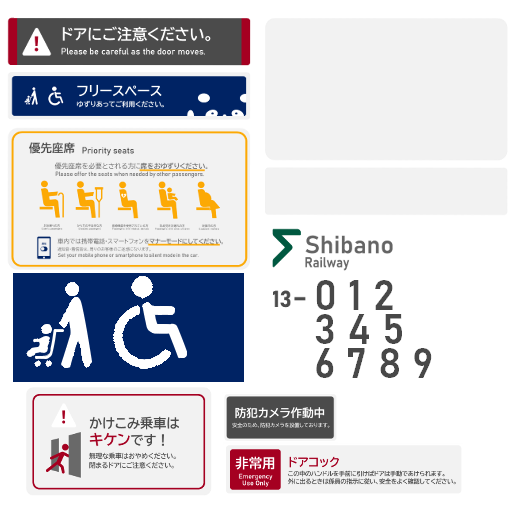 ドアにご注意ください。
Please be careful as the door moves.
フリースペース
ゆずりあってご利用ください。
優先座席 Priority seats
優先座席を必要とされる方に席をおゆずりください。
Please offer the seats when needed by other passengers.
車内では携帯電話・スマートフォンをマナーモードにしてください。
Set your mobile phone or smartphone to silent mode in the car.
Shibano
Railway
13- 0 1 2
3 4 5
6 7 8 9
かけこみ乗車は
キケンです！
無理な乗車はおやめください。
閉まるドアにご注意ください。
防犯カメラ作動中
安全のため、防犯カメラを設置しております。
非常用
Emergency
Use Only
ドアコック
この中のハンドルを手前に引けばドアは手動であけられます。
外に出るときは係員の指示に従い、安全をよく確認してください。